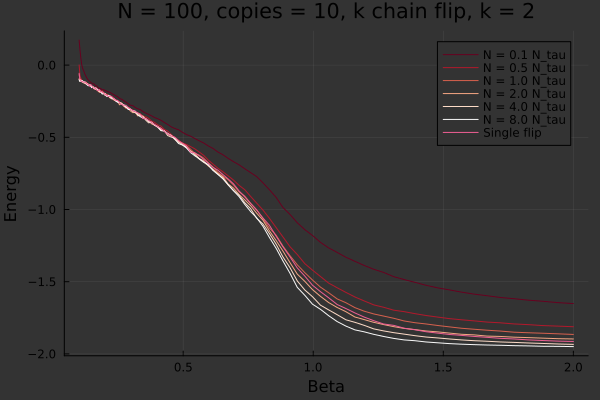 N = 100, copies = 10, k chain flip, k = 2
N = 0.1 N_tau
N = 0.5 N_tau
N = 1.0 N_tau
N = 2.0 N_tau
N = 4.0 N_tau
N = 8.0 N_tau
Single flip
Energy
0.0
−0.5
−1.0
−1.5
−2.0
0.5
1.0
1.5
2.0
Beta